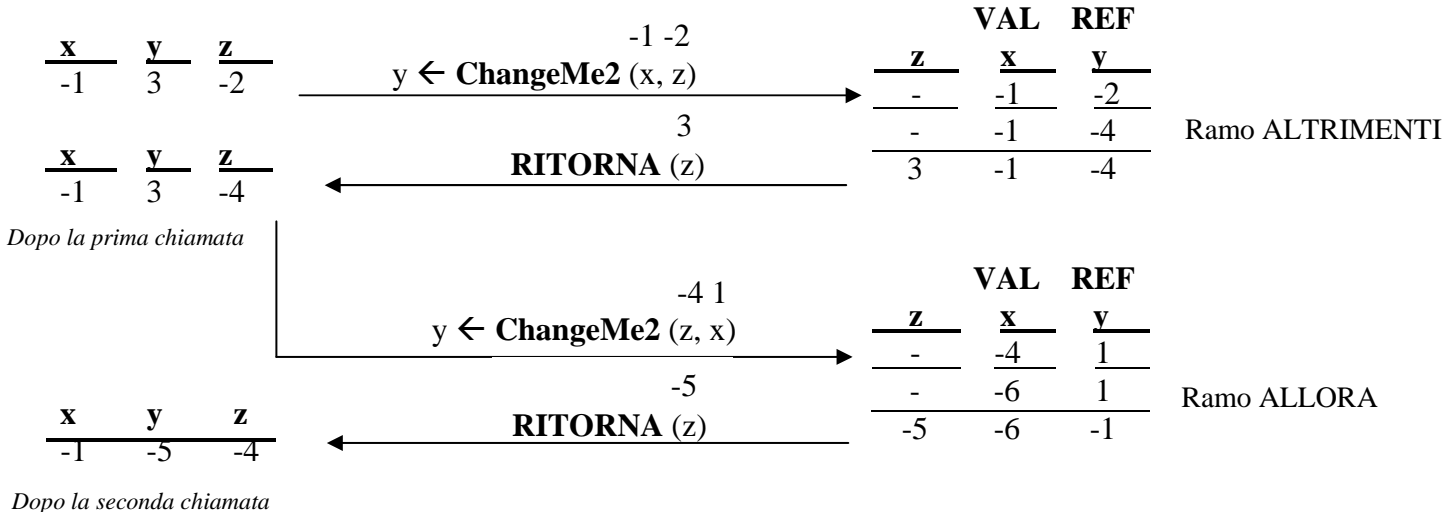 VAL REF
-1 -2
x y z
z x y
y ← ChangeMe2 (x, z)
-1 3 -2
- -1 -2
3
- -1 -4
Ramo ALTRIMENTI
x y z
RITORNA (z)
3 -1 -4
-1 3 -4
Dopo la prima chiamata
VAL REF
-4 1
z x y
y ← ChangeMe2 (z, x)
- -4 1
-5
- -6 1
Ramo ALLORA
x y z
RITORNA (z)
-5 -6 -1
-1 -5 -4
Dopo la seconda chiamata